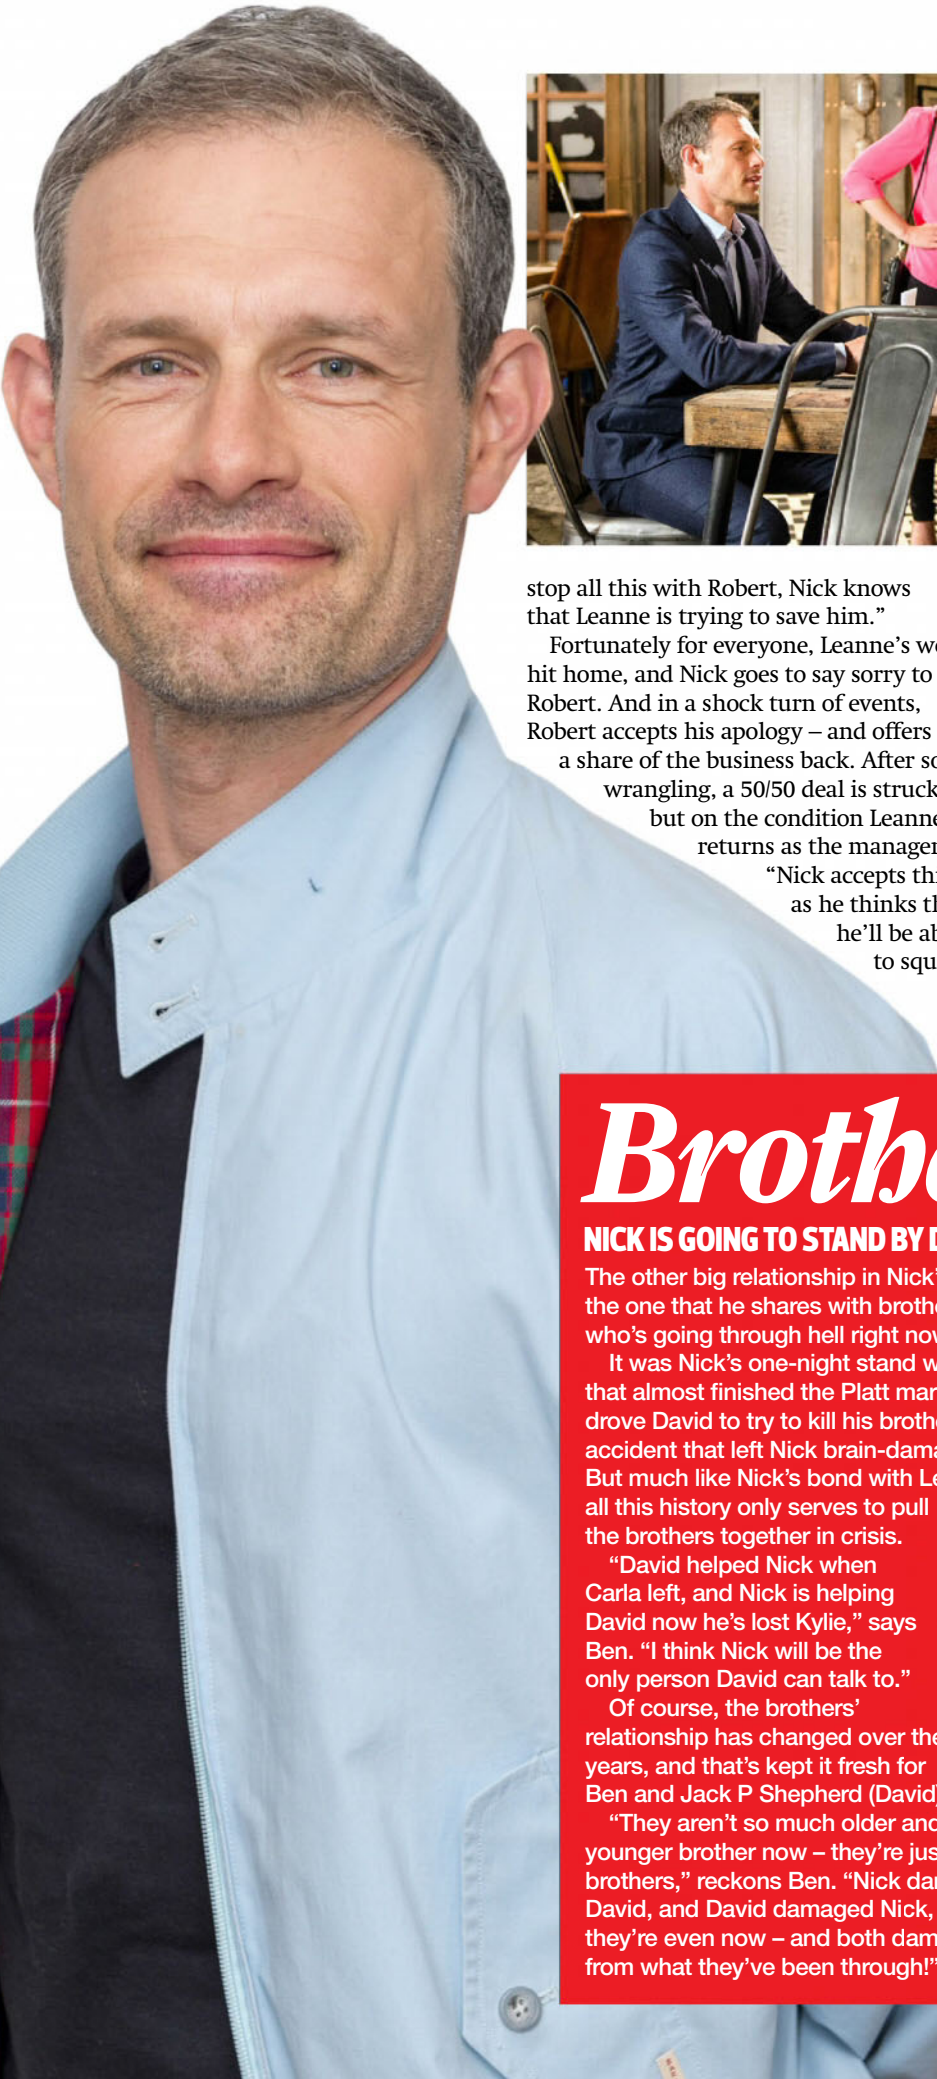 stop all this with Robert, Nick knows
that Leanne is trying to save him.”
Fortunately for everyone, Leanne’s
hit home, and Nick goes to say sorry to
Robert. And in a shock turn of events,
Robert accepts his apology – and offers
a share of the business back. After
wrangling, a 50/50 deal is struck
but on the condition Leanne
returns as the manager
“Nick accepts
as he thinks
he’ll be
to
NICK IS GOING TO STAND BY
The other big relationship in Nick’
the one that he shares with
who’s going through hell right
It was Nick’s one-night stand
that almost finished the Platt
drove David to try to kill his
accident that left Nick
But much like Nick’s bond with
all this history only serves to pull
the brothers together in crisis.
“David helped Nick when
Carla left, and Nick is helping
David now he’s lost Kylie,” says
Ben. “I think Nick will be the
only person David can talk to.”
Of course, the brothers’
relationship has changed over the
years, and that’s kept it fresh for
Ben and Jack P Shepherd (David)
“They aren’t so much older and
younger brother now – they’re
brothers,” reckons Ben. “Nick
David, and David damaged Nick,
they’re even now – and both
from what they’ve been through!”